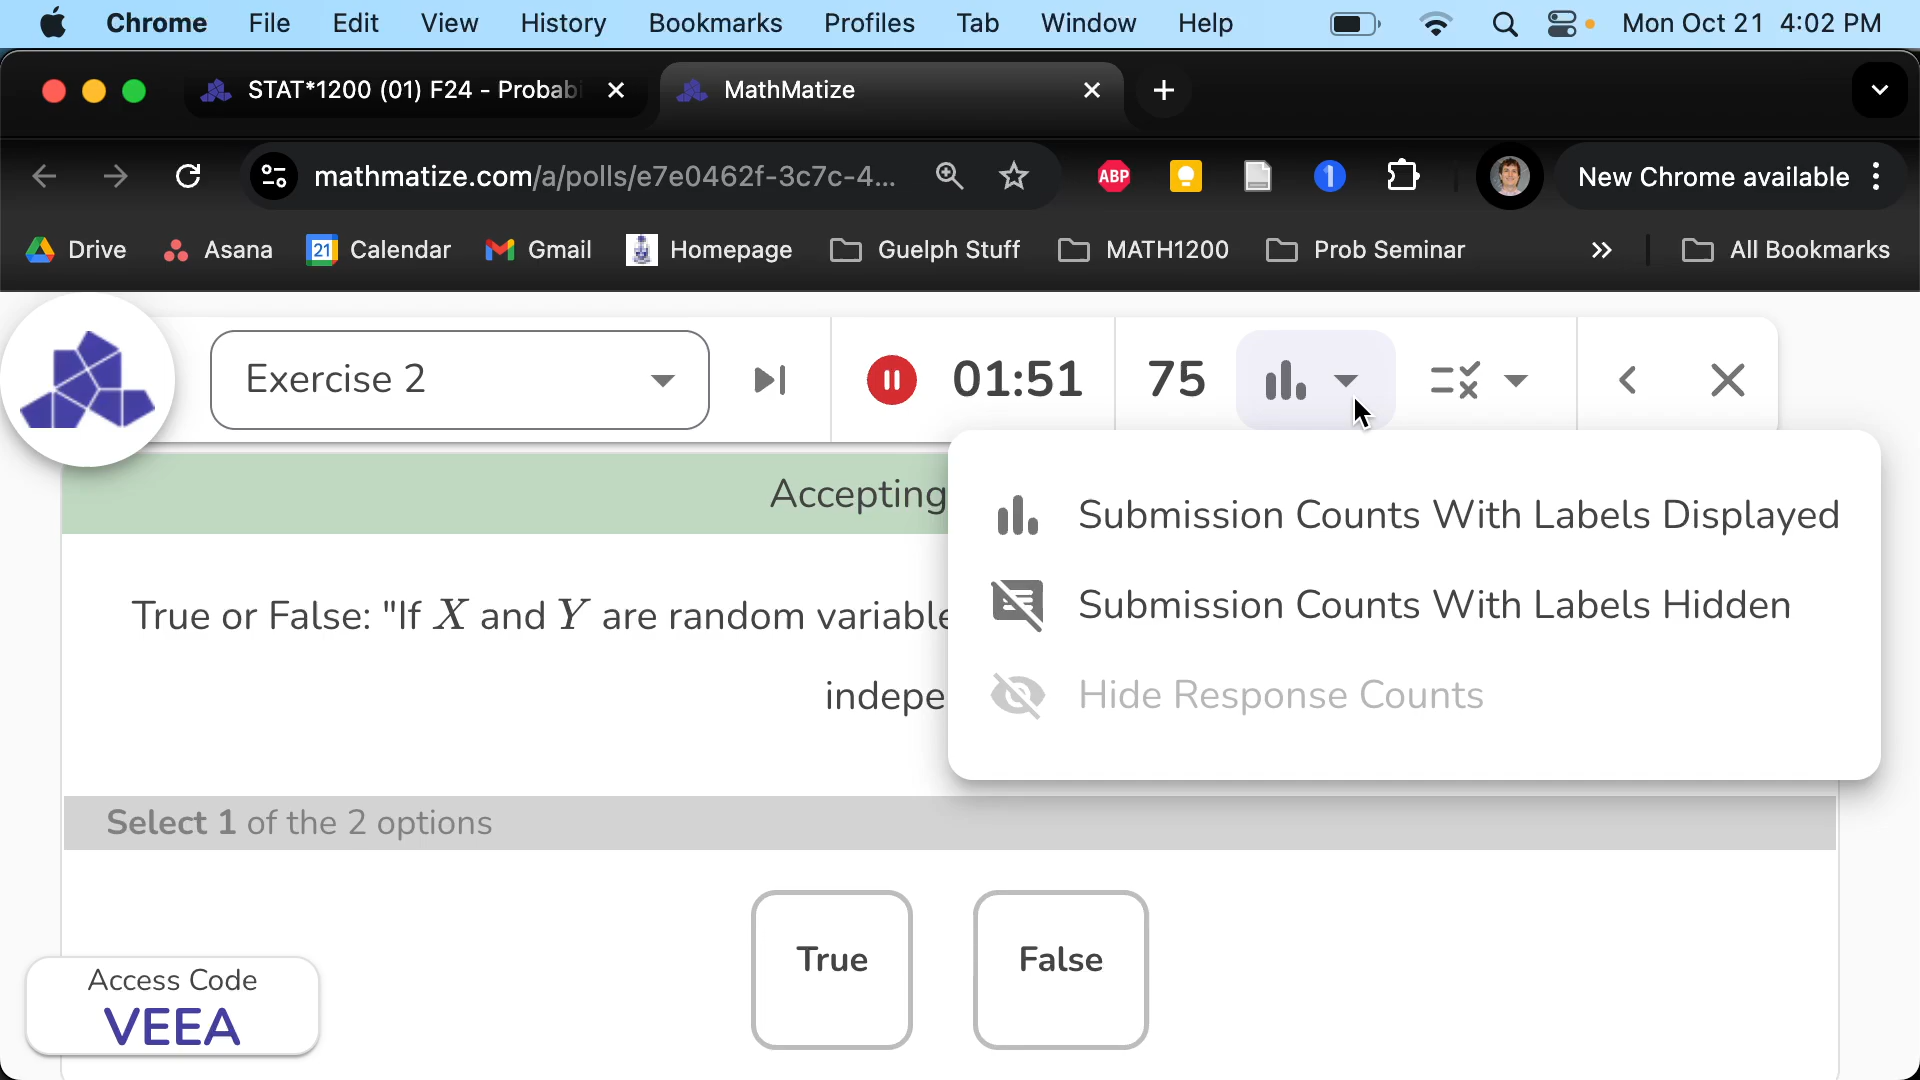 Chrome File Edit View History Bookmarks Profiles Tab Window Help Mon Oct 21 4:02 PM
STAT*1200 (01) F24 - Probabi MathMatize
mathmatize.com/a/polls/e7e0462f-3c7c-4... ABP 1 New Chrome available
Drive Asana 21 Calendar Gmail Homepage Guelph Stuff MATH1200 Prob Seminar » All Bookmarks
Exercise 2 01:51 75
Accepting
Submission Counts With Labels Displayed
Submission Counts With Labels Hidden
Hide Response Counts
True or False: "If X and Y are random variable
indepe
Select 1 of the 2 options
True False
Access Code
VEEA